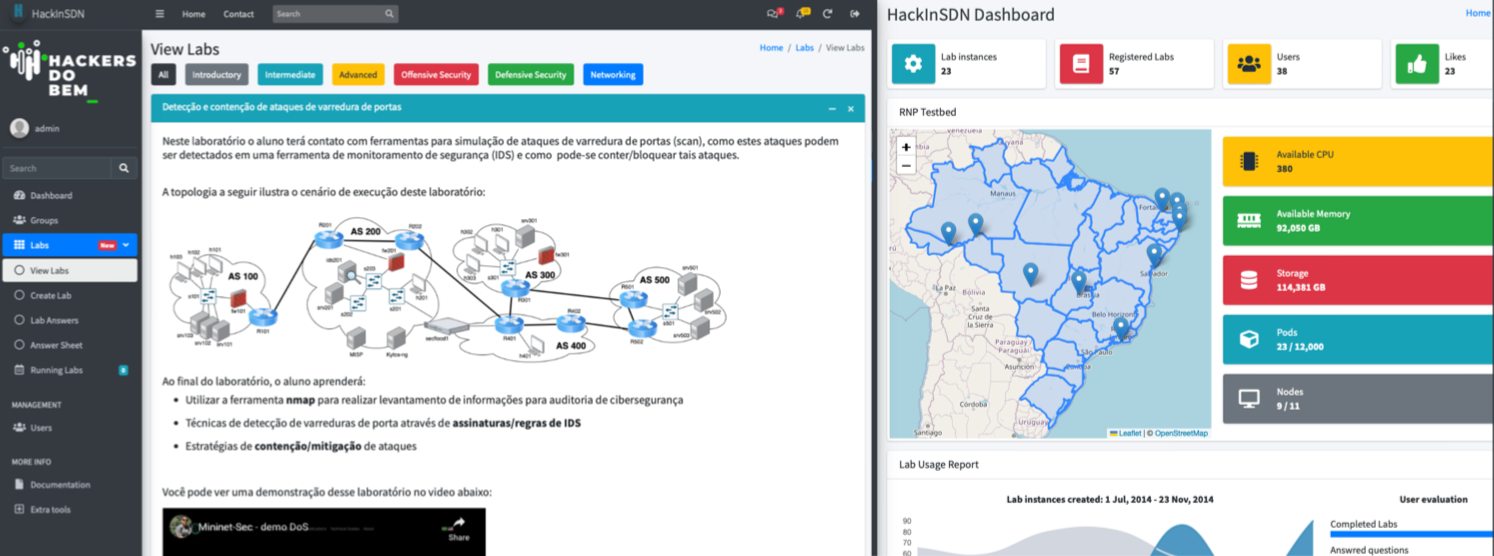 HackInSDN
Home
Contact
Search
HACKERS
DO
BEM
admin
Search
Dashboard
Groups
Labs
New
View Labs
Create Lab
Lab Answers
Answer Sheet
Running Labs
MANAGEMENT
Users
MORE INFO
Documentation
Extra tools
View Labs
Home / Labs / View Labs
All
Introductory
Intermediate
Advanced
Offensive Security
Defensive Security
Networking
Detecção e contenção de ataques de varredura de portas
Neste laboratório o aluno terá contato com ferramentas para simulação de ataques de varredura de portas (scan), como estes ataques podem
ser detectados em uma ferramenta de monitoramento de segurança (IDS) e como pode-se conter/bloquear tais ataques.
A topologia a seguir ilustra o cenário de execução deste laboratório:
AS 100
R101
AS 200
R201
R202
MISP
Kytos-ng
AS 300
R301
AS 400
R401
R402
h401
AS 500
R501
R502
Ao final do laboratório, o aluno aprenderá:
• Utilizar a ferramenta nmap para realizar levantamento de informações para auditoria de cibersegurança
• Técnicas de detecção de varreduras de porta através de assinaturas/regras de IDS
• Estratégias de contenção/mitigação de ataques
Você pode ver uma demonstração desse laboratório no video abaixo:
Mininet-Sec - demo DoS
Share
HackInSDN Dashboard
Home
Lab instances
23
Registered Labs
57
Users
38
Likes
23
RNP Testbed
+
−
Manaus
Salvador
La Paz
Bolivia
Santa
Cruz de
la Sierra
Brasília
Belo Horizon
Paraguay /
Paraguái
São Paulo
Asunción
Córdoba
Uruguay
Santiago
Leaflet | © OpenStreetMap
Available CPU
380
Available Memory
92,050 GB
Storage
114,381 GB
Pods
23 / 12,000
Nodes
9 / 11
Lab Usage Report
Lab instances created: 1 Jul, 2014 - 23 Nov, 2014
90
80
70
60
User evaluation
Completed Labs
Answred questions